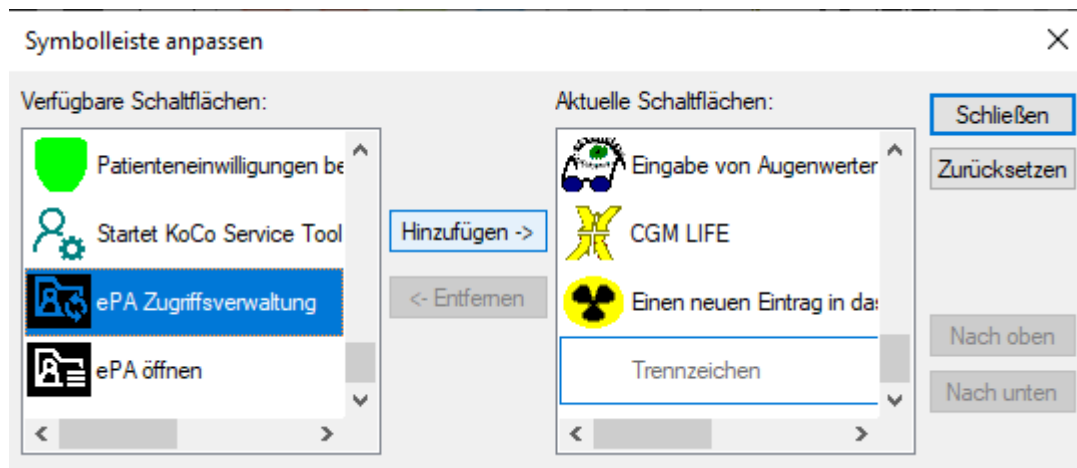 Symbolleiste anpassen
Verfügbare Schaltflächen:
Patienteneinwilligungen be
Startet KoCo Service Tool
ePA Zugriffsverwaltung
ePA öffnen
Hinzufügen ->
<- Entfernen
Aktuelle Schaltflächen:
Eingabe von Augenwerten
CGM LIFE
Einen neuen Eintrag in da
Trennzeichen
Schließen
Zurücksetzen
Nach oben
Nach unten